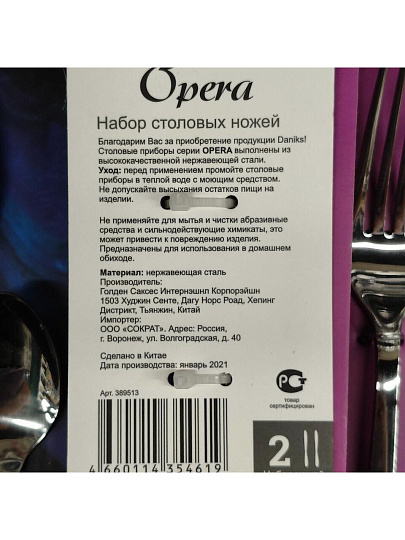 Opera
Набор столовых ножей
Благодарим Вас за приобретение продукции Daniks!
Столовые приборы серии OPERA выполнены из
высококачественной нержавеющей стали.
Уход: перед применением промойте столовые
приборы в теплой воде с моющим средством.
Не допускайте высыхания остатков пищи на
изделии.
Не применяйте для мытья и чистки абразивные
средства и сильнодействующие химикаты, это
может привести к повреждению изделия.
Предназначены для использования в домашнем
обиходе.
Материал: нержавеющая сталь
Производитель:
Голден Саксес Интернэшнл Корпорэйшн
1503 Худжин Сенте, Дагу Норс Роад, Хепинг
Дистрикт, Тьянжин, Китай
Импортер:
ООО «СОКРАТ». Адрес: Россия,
г. Воронеж, ул. Волгоградская, д. 40
Сделано в Китае
Дата производства: январь 2021
Арт. 389513
РСТ
товар
сертифицирован
4 660114 354619
2